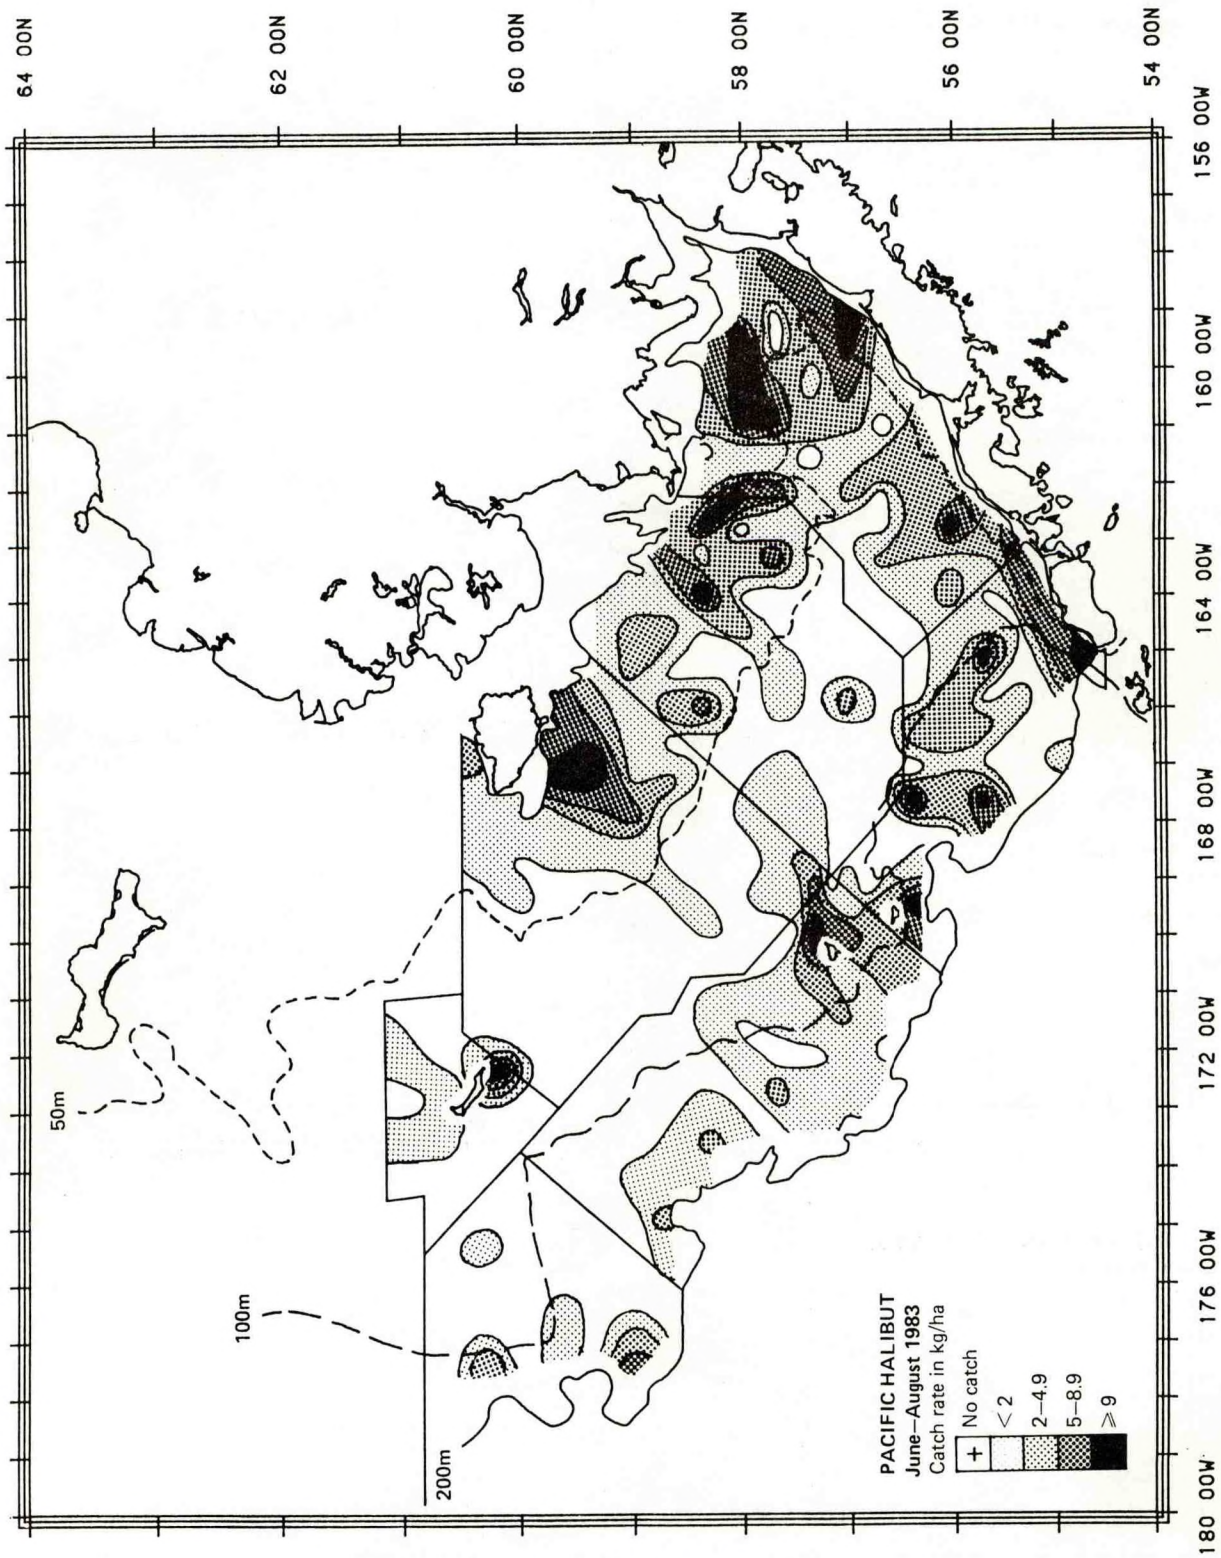 64 00N
62 00N
60 00N
58 00N
56 00N
54 00N
156 00W
160 00W
164 00W
168 00W
172 00W
176 00W
180 00W
50m
100m
200m
PACIFIC HALIBUT
June—August 1983
Catch rate in kg/ha
+ No catch
< 2
2—4.9
5—8.9
⩾ 9